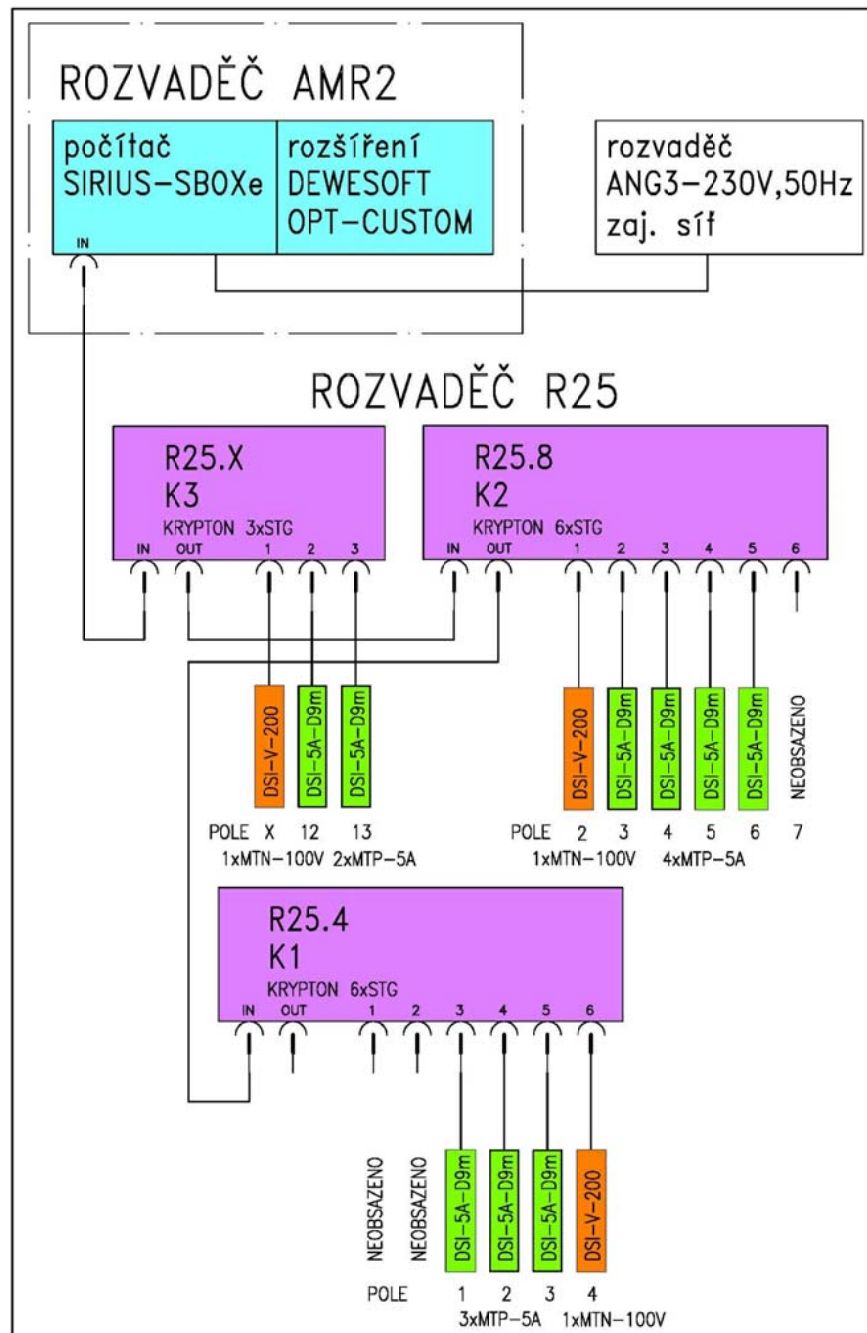 ROZVADĚČ AMR2
počítač
SIRIUS-SBOXe
IN
rozšíření
DEWESOFT
OPT-CUSTOM
rozvaděč
ANG3-230V,50Hz
zaj. síť
ROZVADĚČ R25
R25.X
K3
KRYPTON 3xSTG
IN OUT 1 2 3
R25.8
K2
KRYPTON 6xSTG
IN OUT 1 2 3 4 5 6
DSI-V-200
DSI-5A-D9m
DSI-5A-D9m
POLE X 12 13
1xMTN-100V 2xMTP-5A
DSI-V-200
DSI-5A-D9m
DSI-5A-D9m
DSI-5A-D9m
DSI-5A-D9m
NEOBSAZENO
POLE 2 3 4 5 6 7
1xMTN-100V 4xMTP-5A
R25.4
K1
KRYPTON 6xSTG
IN OUT 1 2 3 4 5 6
NEOBSAZENO
NEOBSAZENO
DSI-5A-D9m
DSI-5A-D9m
DSI-5A-D9m
DSI-V-200
POLE 1 2 3 4
3xMTP-5A 1xMTN-100V